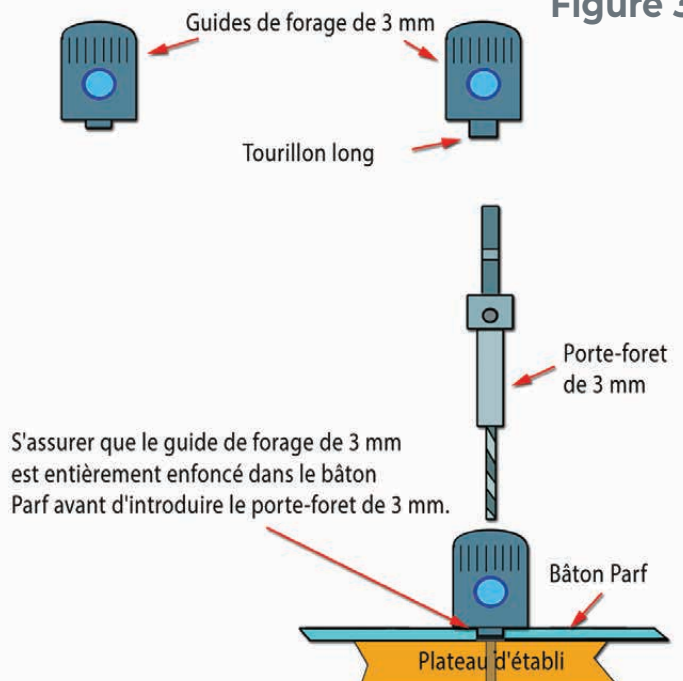 Figure 3
Guides de forage de 3 mm
Tourillon long
Porte-foret
de 3 mm
S'assurer que le guide de forage de 3 mm
est entièrement enfoncé dans le bâton
Parf avant d'introduire le porte-foret de 3 mm.
Bâton Parf
Plateau d'établi